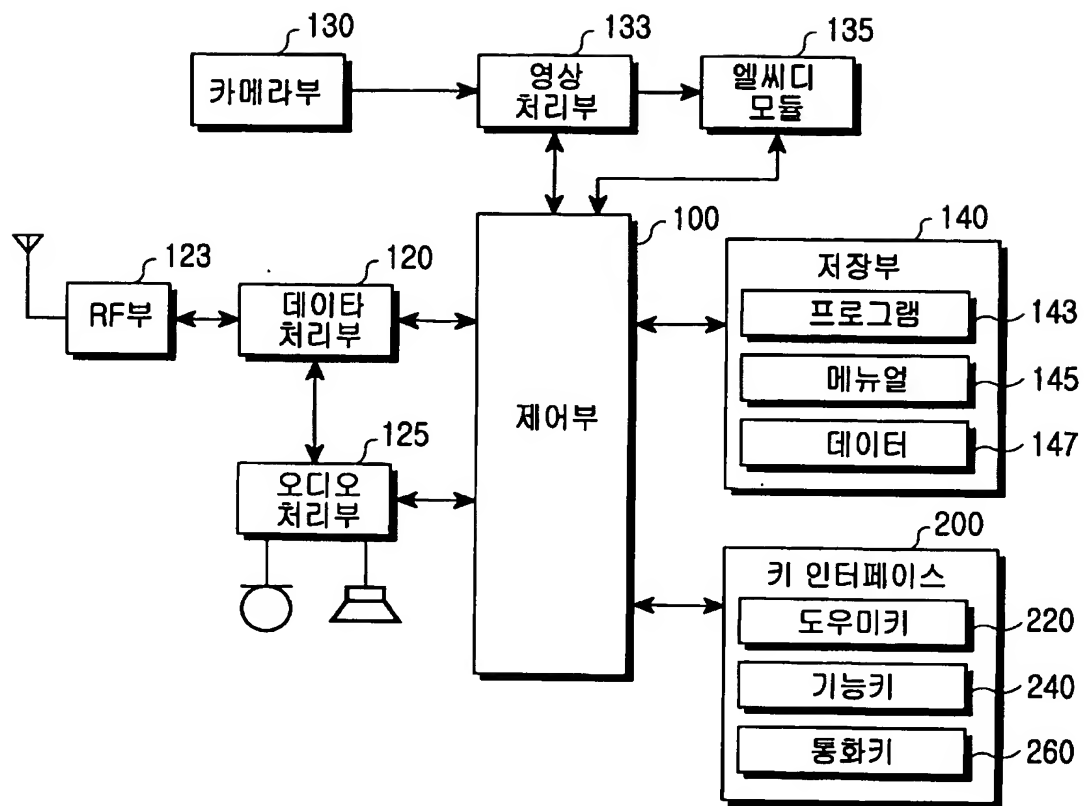 130
카메라부
133
영상
처리부
135
엘씨디
모듈
100
제어부
123
RF부
120
데이타
처리부
125
오디오
처리부
140
저장부
프로그램
143
메뉴얼
145
데이터
147
200
키 인터페이스
도우미키
220
기능키
240
통화키
260